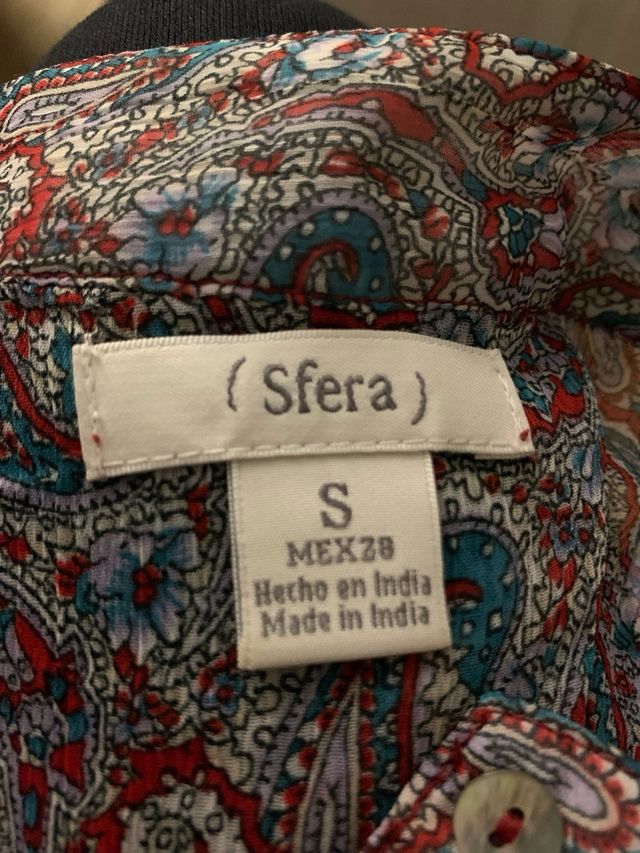 ( Sfera )
S
MEX28
Hecho en India
Made in India